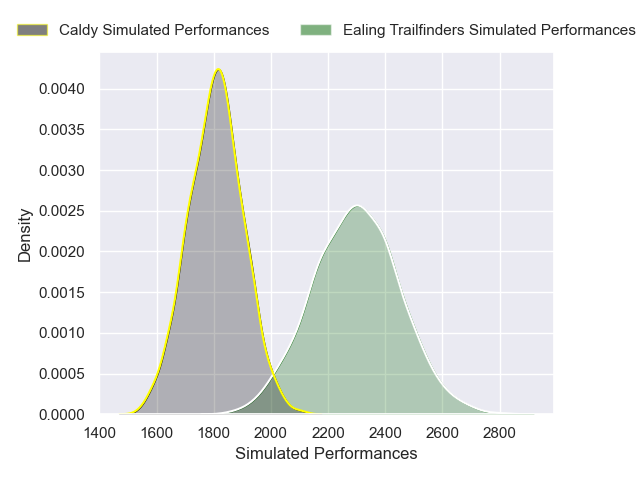 Caldy Simulated Performances Ealing Trailfinders Simulated Performances
0.0040
0.0035
0.0030
0.0025
0.0020
0.0015
0.0010
0.0005
0.0000
Density
1400 1600 1800 2000 2200 2400 2600 2800
Simulated Performances